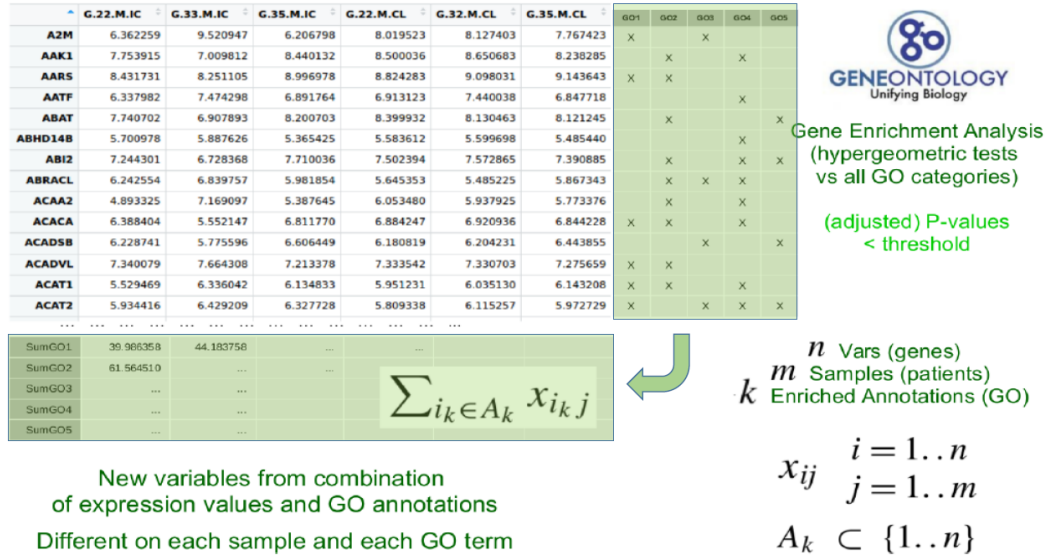 G.22.M.IC G.33.M.IC G.35.M.IC G.22.M.CL G.32.M.CL G.35.M.CL GO1 GO2 GO3 GO4 GO5
A2M 6.362259 9.520947 6.206798 8.019523 8.127403 7.767423 X X
AAK1 7.753915 7.009812 8.440132 8.500036 8.650683 8.238285 X X
AARS 8.431731 8.251105 8.996978 8.824283 9.098031 9.143643 X X
AATF 6.337982 7.474298 6.891764 6.913123 7.440038 6.847718 X
ABAT 7.740702 6.907893 8.200703 8.399932 8.130463 8.121245 X X
ABHD14B 5.700978 5.887626 5.365425 5.583612 5.599698 5.485440 X
ABI2 7.244301 6.728368 7.710036 7.502394 7.572865 7.390885 X X X
ABRACL 6.242554 6.839757 5.981854 5.645353 5.485225 5.867343 X X X
ACAA2 4.893325 7.169097 5.387645 6.053480 5.937925 5.773376 X X
ACACA 6.388404 5.552147 6.811770 6.884247 6.920936 6.844228 X X X
ACADSB 6.228741 5.775596 6.606449 6.180819 6.204231 6.443855 X X
ACADVL 7.340079 7.664308 7.213378 7.333542 7.330703 7.275659 X X
ACAT1 5.529469 6.336042 6.134833 5.951231 6.035130 6.143208 X X X
ACAT2 5.934416 6.429209 6.327728 5.809338 6.115257 5.972729 X X X X
... ... ... ... ... ... ... ... ... ... ... ... ...
SumGO1 39.986358 44.183758 ... ...
SumGO2 61.564510 ... ...
SumGO3 ... ...
SumGO4 ... ...
SumGO5 ... ...
∑i_k∈A_k x_i_k j
New variables from combination
of expression values and GO annotations
Different on each sample and each GO term
GENEONTOLOGY
Unifying Biology
Gene Enrichment Analysis
(hypergeometric tests
vs all GO categories)
(adjusted) P-values
< threshold
n Vars (genes)
m Samples (patients)
k Enriched Annotations (GO)
x_ij i = 1..n
j = 1..m
A_k ⊂ {1..n}